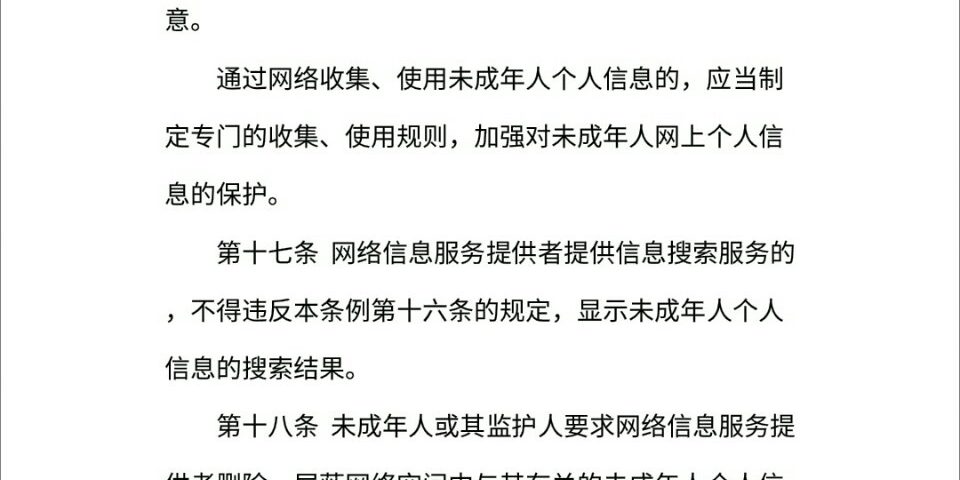 意。
通过网络收集、使用未成年人个人信息的，应当制
定专门的收集、使用规则，加强对未成年人网上个人信
息的保护。
第十七条 网络信息服务提供者提供信息搜索服务的
，不得违反本条例第十六条的规定，显示未成年人个人
信息的搜索结果。
第十八条 未成年人或其监护人要求网络信息服务提
供者删除、屏蔽网络空间中与其有关的未成年人个人信